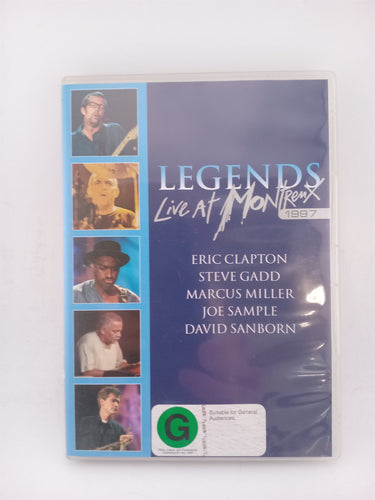 LEGENDS
Live At Montreux
1997
ERIC CLAPTON
STEVE GADD
MARCUS MILLER
JOE SAMPLE
DAVID SANBORN
G
Suitable for General
Audiences